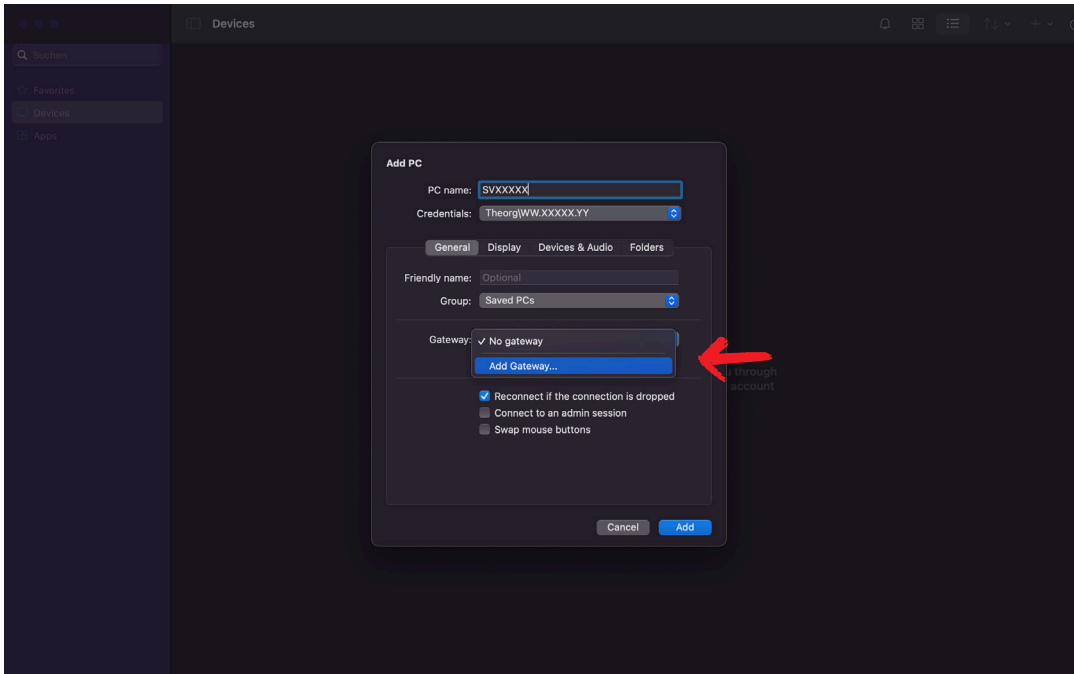 Devices
Suchen
Favorites
Devices
Apps
Add PC
PC name: SVXXXXX
Credentials: Theorg\WW.XXXXX.YY
General Display Devices & Audio Folders
Friendly name: Optional
Group: Saved PCs
Gateway: ✓ No gateway
Add Gateway...
through
account
Reconnect if the connection is dropped
Connect to an admin session
Swap mouse buttons
Cancel Add